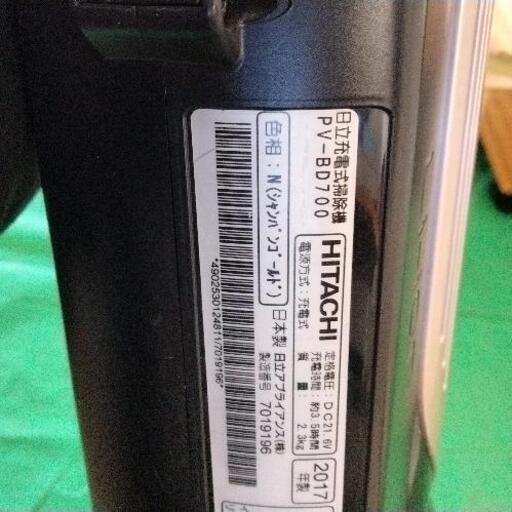 日立充電式掃除機
PV-BD700
HITACHI
電源方式：充電式
定格電圧：DC21.6V
充電時間：約3.5時間
質量：2.3kg
色相：N(シャンパンゴールド)
日本製 日立アプライアンス(株)
製造番号 7019196
2017
年製
*4902530124811/7019196*